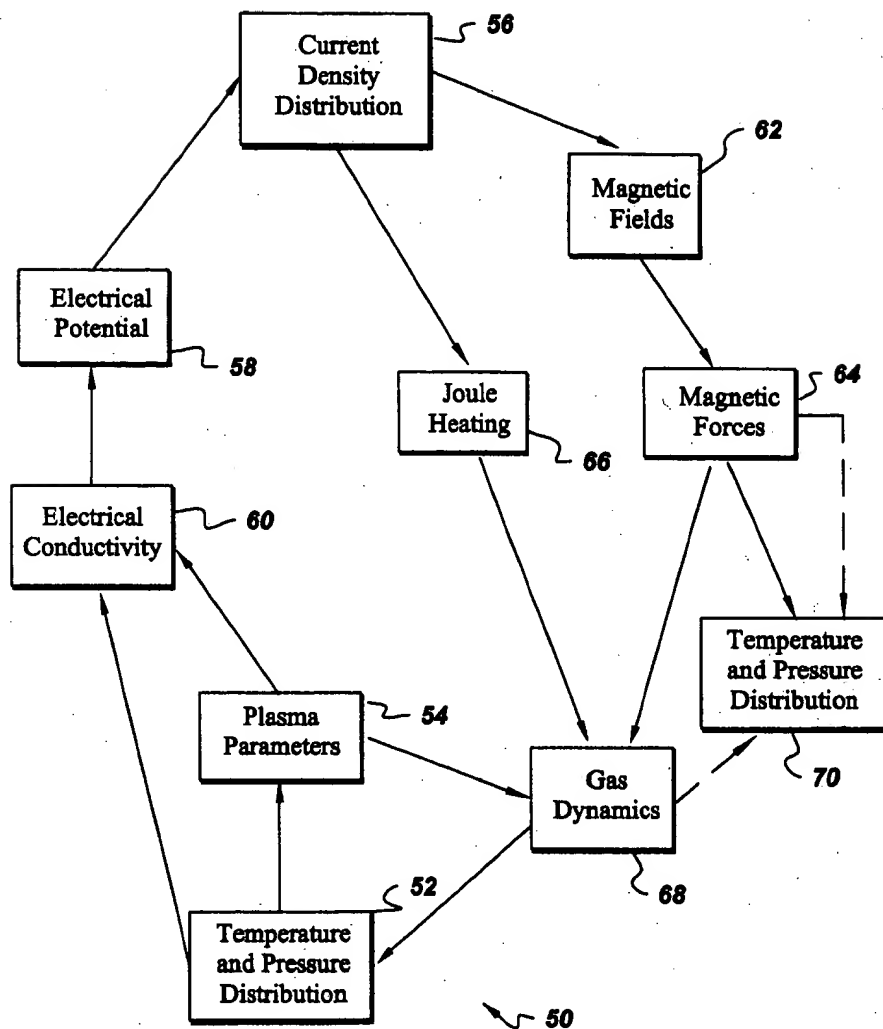 56
Current
Density
Distribution
62
Magnetic
Fields
Electrical
Potential
58
Joule
Heating
66
64
Magnetic
Forces
Electrical
Conductivity
60
Temperature
and Pressure
Distribution
70
Plasma
Parameters
54
Gas
Dynamics
68
52
Temperature
and Pressure
Distribution
50